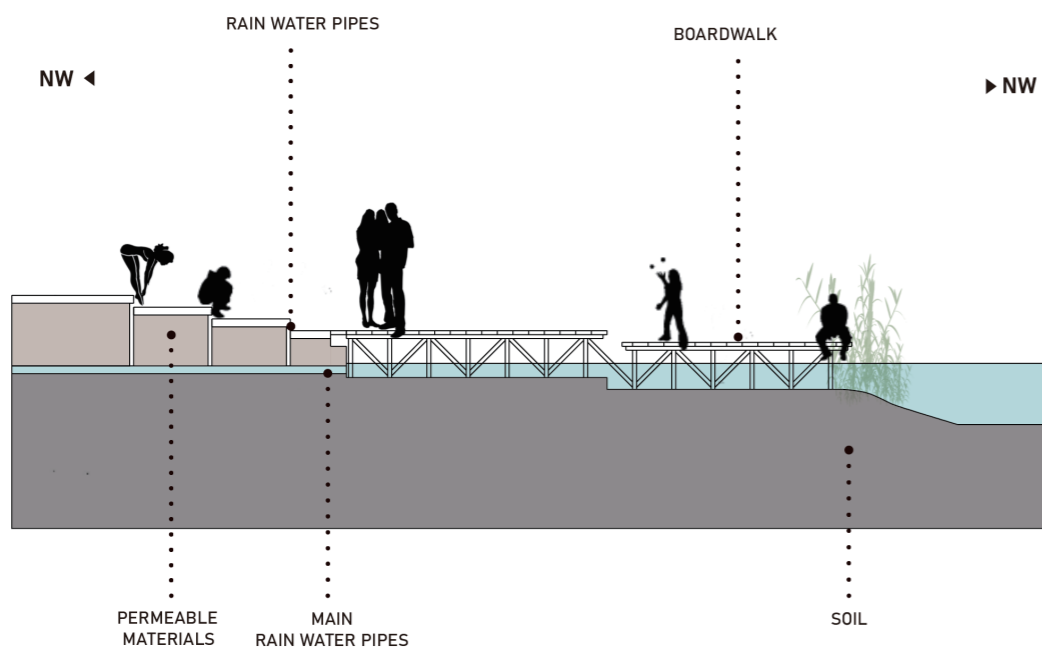 RAIN WATER PIPES
BOARDWALK
NW
NW
PERMEABLE
MATERIALS
MAIN
RAIN WATER PIPES
SOIL